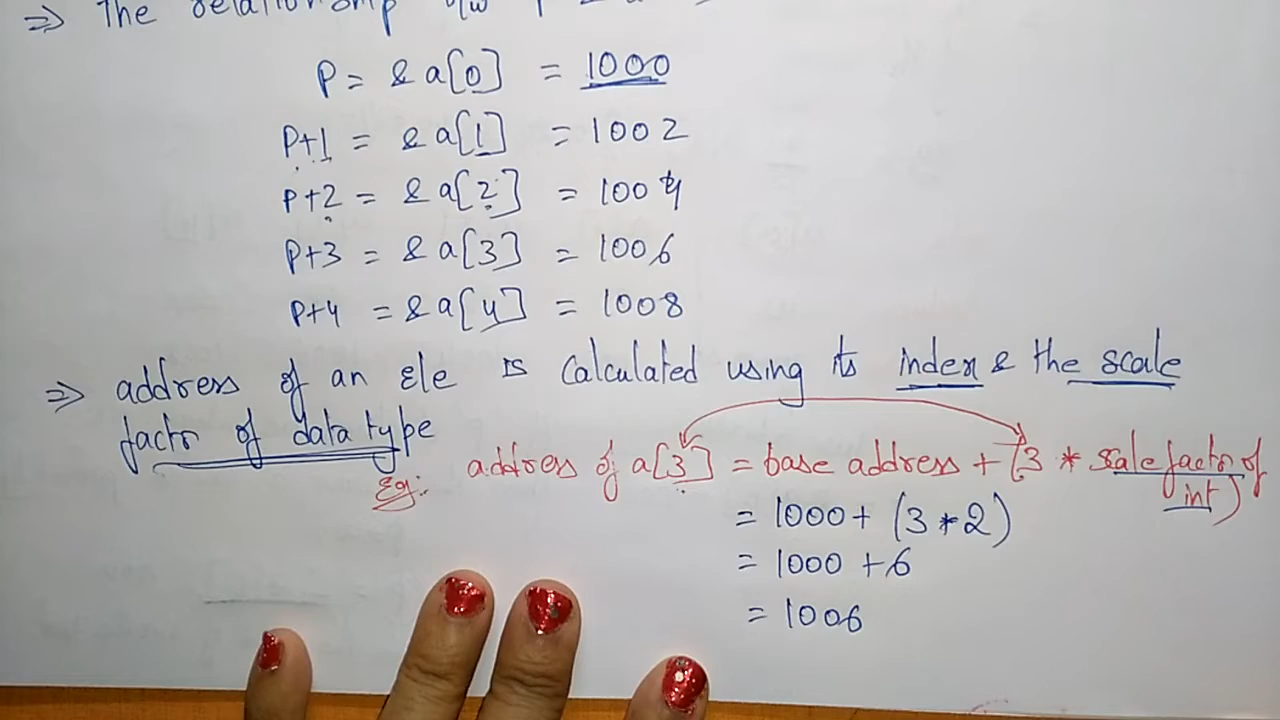 ⇒ The relationship b/w P & a
P = & a[0] = 1000
P+1 = & a[1] = 1002
P+2 = & a[2] = 1004
P+3 = & a[3] = 1006
P+4 = & a[4] = 1008
⇒ address of an ele is calculated using its index & the scale
factor of data type
Eg: address of a[3] = base address + (3 * scale factor of
int)
= 1000 + (3 * 2)
= 1000 + 6
= 1006